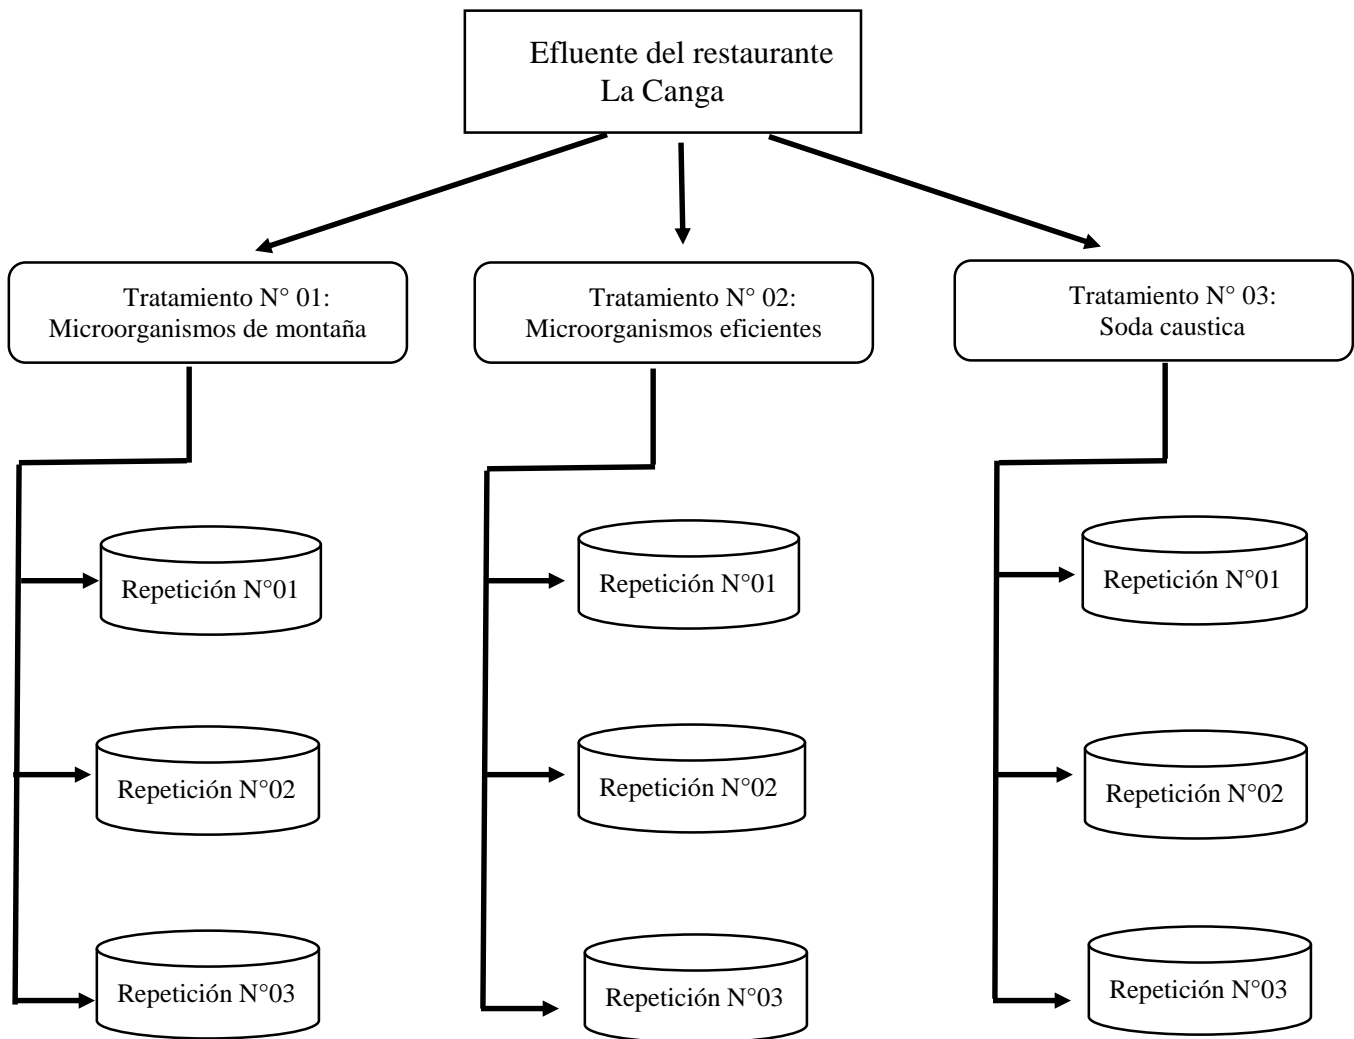 Efluente del restaurante
La Canga
Tratamiento N° 01:
Microorganismos de montaña
Tratamiento N° 02:
Microorganismos eficientes
Tratamiento N° 03:
Soda caustica
Repetición N°01
Repetición N°02
Repetición N°03
Repetición N°01
Repetición N°02
Repetición N°03
Repetición N°01
Repetición N°02
Repetición N°03